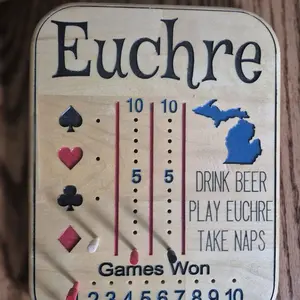 Euchre
10 10
5 5
DRINK BEER
PLAY EUCHRE
TAKE NAPS
Games Won
2 3 4 5 6 7 8 9 10